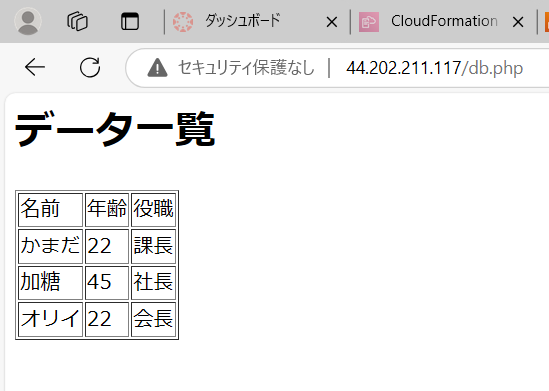 ダッシュボード
CloudFormation
セキュリティ保護なし
44.202.211.117/db.php
データ一覧
名前 年齢 役職
かまだ 22 課長
加糖 45 社長
オリイ 22 会長